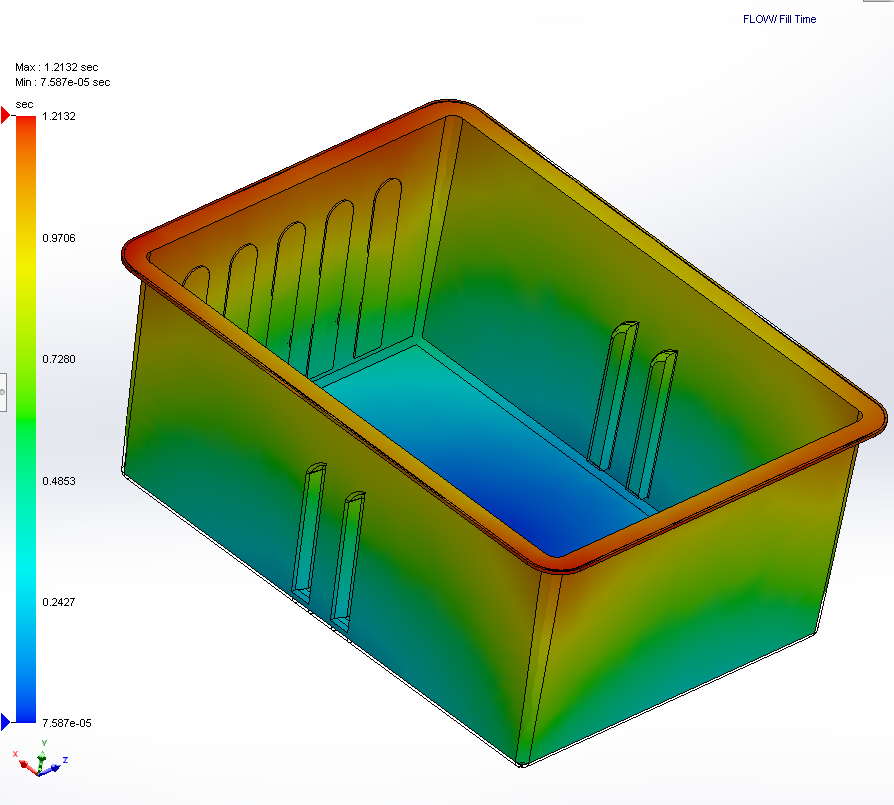 FLOW/ Fill Time
Max : 1.2132 sec
Min : 7.587e-05 sec
sec
1.2132
0.9706
0.7280
0.4853
0.2427
7.587e-05
Y
X
Z